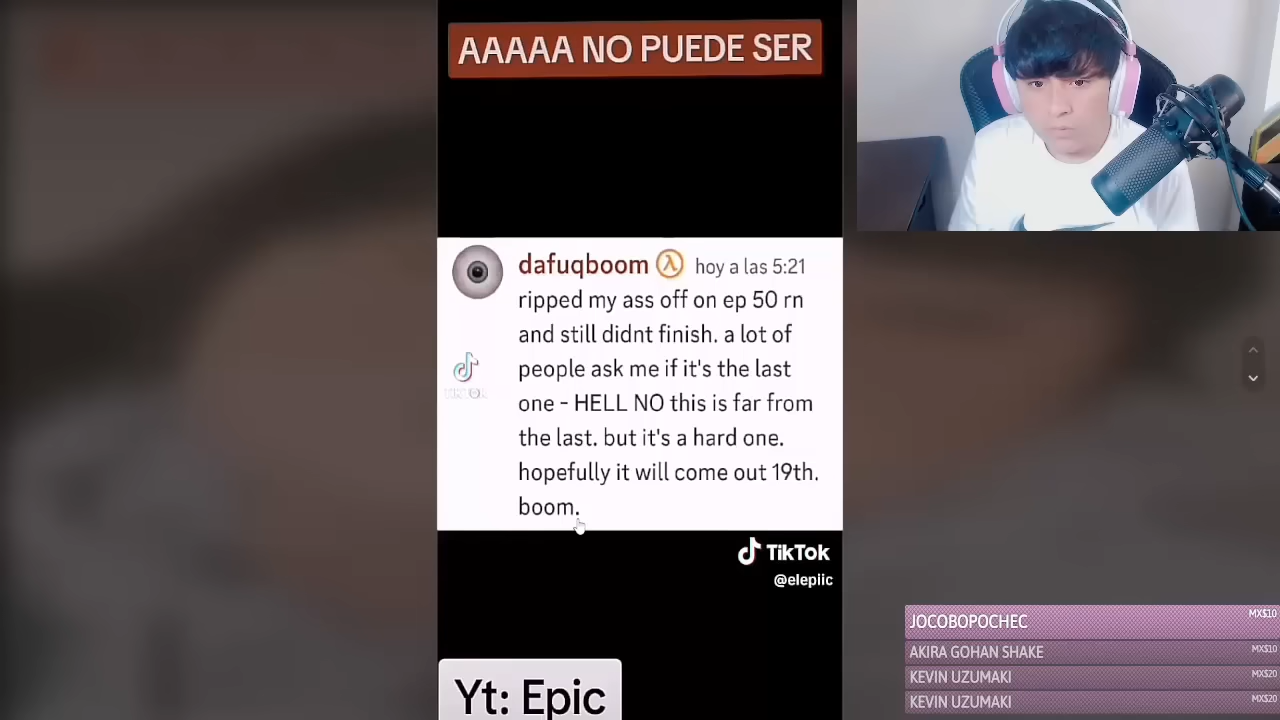 AAAAA NO PUEDE SER
dafuqboom hoy a las 5:21
ripped my ass off on ep 50 rn
and still didnt finish. a lot of
people ask me if it's the last
one - HELL NO this is far from
the last. but it's a hard one.
hopefully it will come out 19th.
boom.
TIKTOK
TikTok
@elepiic
Yt: Epic
JOCOBOPOCHEC MX$10
AKIRA GOHAN SHAKE MX$10
KEVIN UZUMAKI MX$20
KEVIN UZUMAKI MX$20